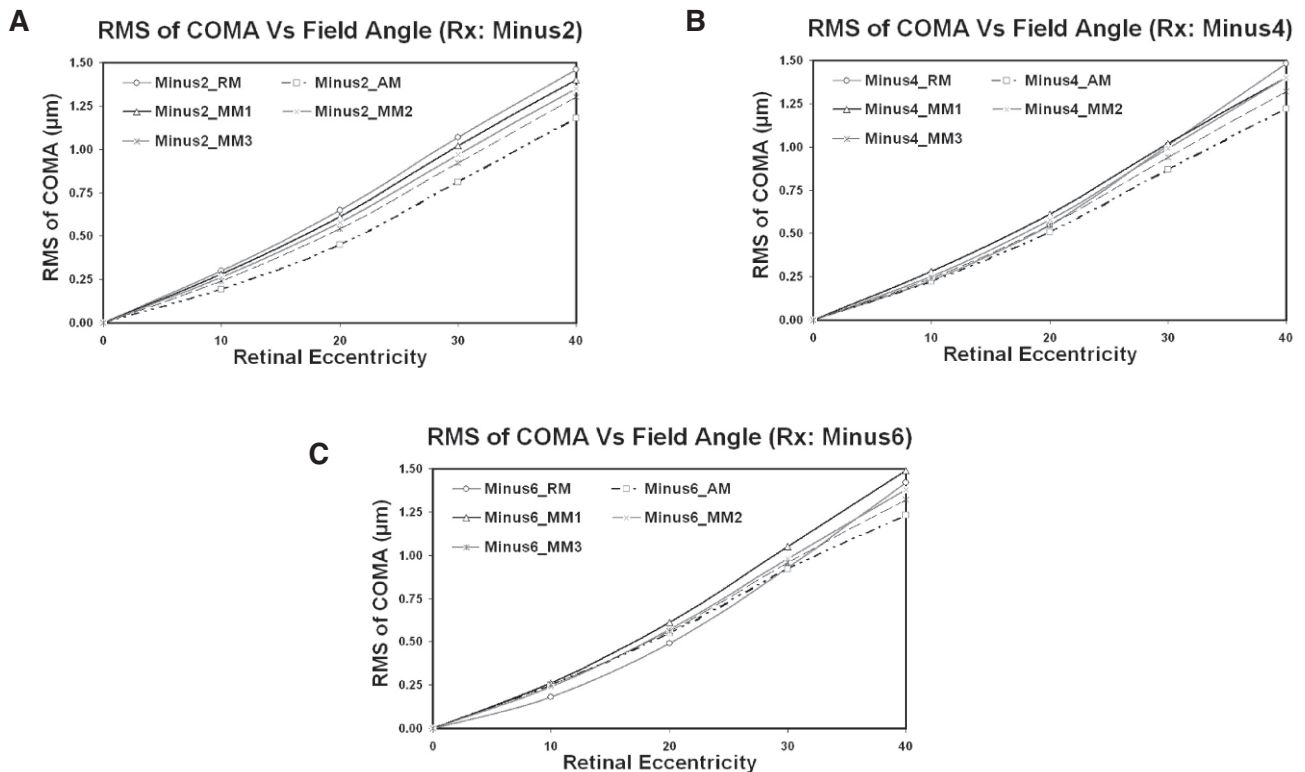 A
RMS of COMA Vs Field Angle (Rx: Minus2)
RMS of COMA (µm)
1.50
1.25
1.00
0.75
0.50
0.25
0.00
Minus2_RM
Minus2_AM
Minus2_MM1
Minus2_MM2
Minus2_MM3
0 10 20 30 40
Retinal Eccentricity
B
RMS of COMA Vs Field Angle (Rx: Minus4)
RMS of COMA (µm)
1.50
1.25
1.00
0.75
0.50
0.25
0.00
Minus4_RM
Minus4_AM
Minus4_MM1
Minus4_MM2
Minus4_MM3
0 10 20 30 40
Retinal Eccentricity
C
RMS of COMA Vs Field Angle (Rx: Minus6)
RMS of COMA (µm)
1.50
1.25
1.00
0.75
0.50
0.25
0.00
Minus6_RM
Minus6_AM
Minus6_MM1
Minus6_MM2
Minus6_MM3
0 10 20 30 40
Retinal Eccentricity